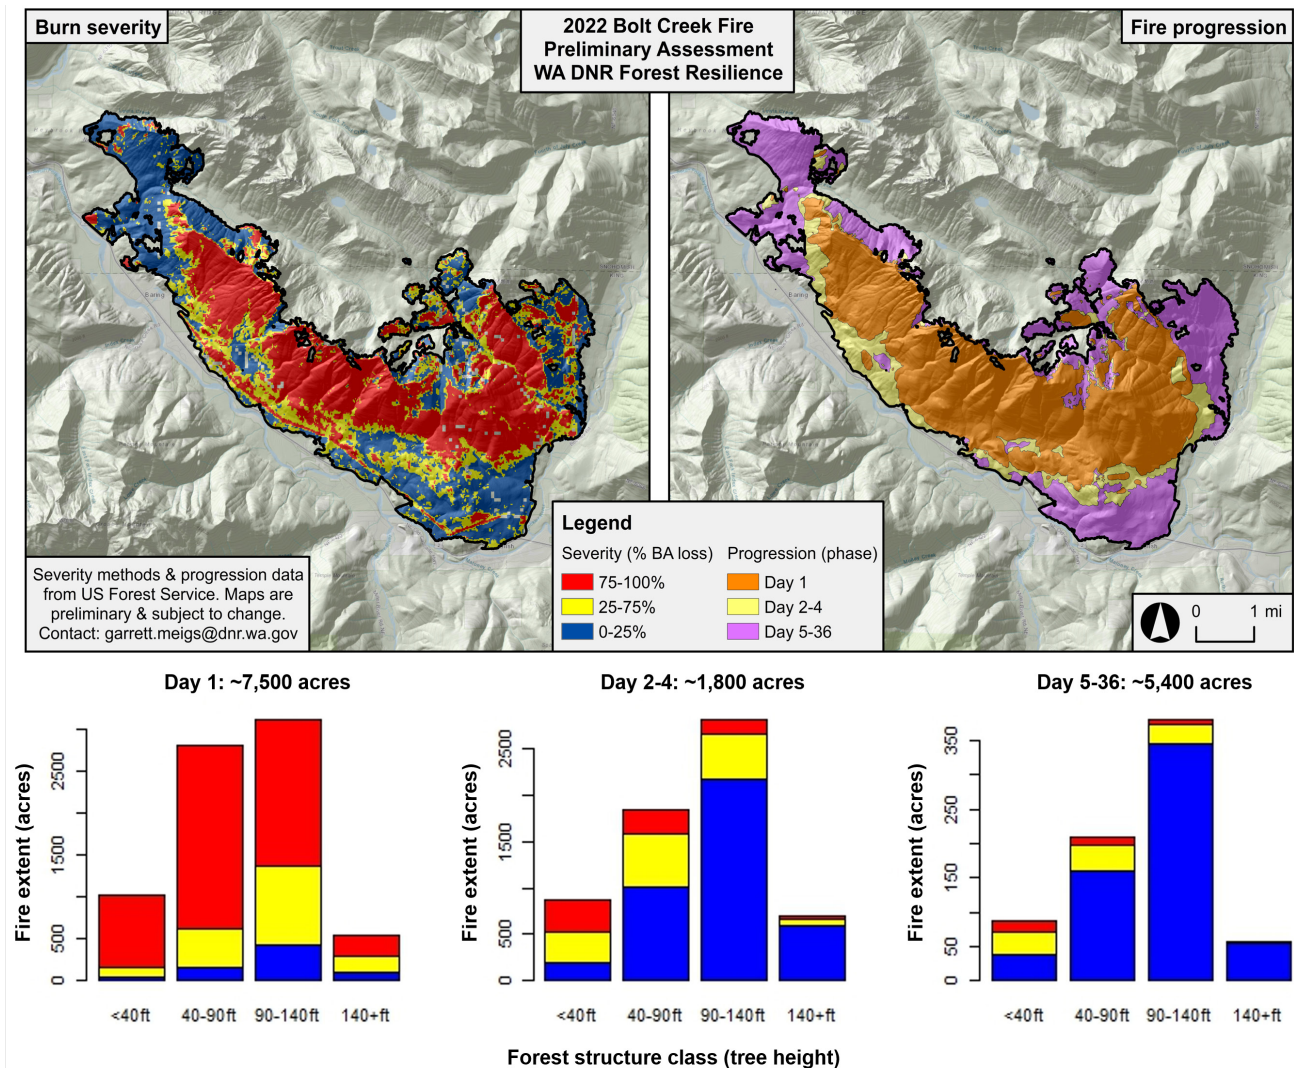 Burn severity
2022 Bolt Creek Fire
Preliminary Assessment
WA DNR Forest Resilience
Fire progression
Baring
Baring
Severity methods & progression data
from US Forest Service. Maps are
preliminary & subject to change.
Contact: garrett.meigs@dnr.wa.gov
Legend
Severity (% BA loss)
Progression (phase)
75-100%
Day 1
25-75%
Day 2-4
0-25%
Day 5-36
0 1 mi
Day 1: ~7,500 acres
Fire extent (acres)
2500
1500
500
0
<40ft 40-90ft 90-140ft 140+ft
Day 2-4: ~1,800 acres
Fire extent (acres)
2500
1500
500
0
<40ft 40-90ft 90-140ft 140+ft
Day 5-36: ~5,400 acres
Fire extent (acres)
350
250
150
50
0
<40ft 40-90ft 90-140ft 140+ft
Forest structure class (tree height)